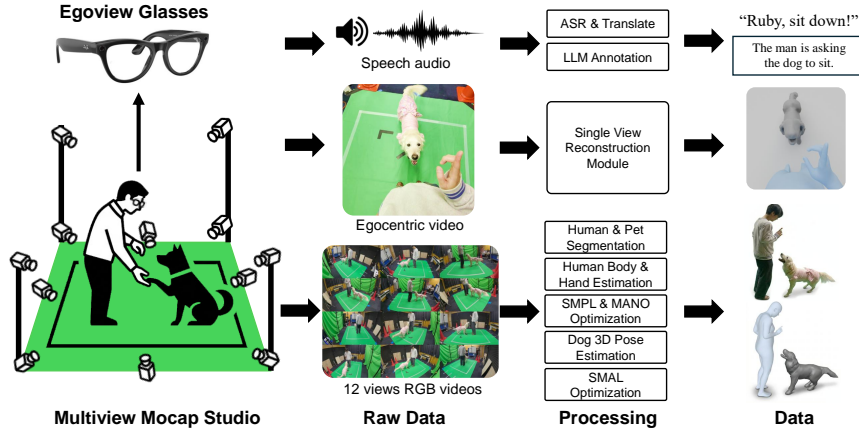 Egoview Glasses
Speech audio
ASR & Translate
LLM Annotation
“Ruby, sit down!”
The man is asking
the dog to sit.
Egocentric video
Single View
Reconstruction
Module
12 views RGB videos
Human & Pet
Segmentation
Human Body &
Hand Estimation
SMPL & MANO
Optimization
Dog 3D Pose
Estimation
SMAL
Optimization
Multiview Mocap Studio
Raw Data
Processing
Data